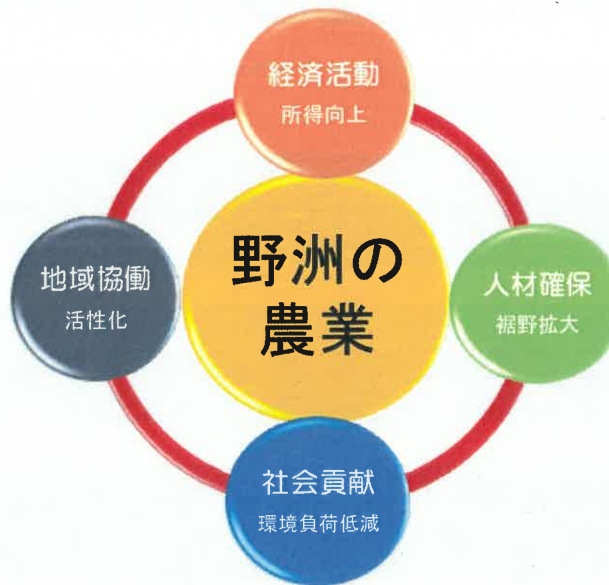 経済活動
所得向上
地域協働
活性化
野洲の
農業
人材確保
裾野拡大
社会貢献
環境負荷低減